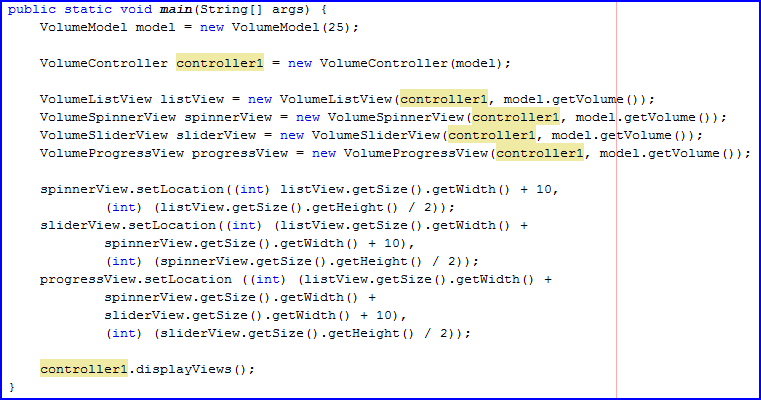 public static void main(String[] args) {
    VolumeModel model = new VolumeModel(25);
    VolumeController controller1 = new VolumeController(model);
    VolumeListView listView = new VolumeListView(controller1, model.getVolume());
    VolumeSpinnerView spinnerView = new VolumeSpinnerView(controller1, model.getVolume());
    VolumeSliderView sliderView = new VolumeSliderView(controller1, model.getVolume());
    VolumeProgressView progressView = new VolumeProgressView(controller1, model.getVolume());
    spinnerView.setLocation((int) listView.getSize().getWidth() + 10,
            (int) (listView.getSize().getHeight() / 2));
    sliderView.setLocation((int) (listView.getSize().getWidth() +
            spinnerView.getSize().getWidth() + 10),
            (int) (spinnerView.getSize().getHeight() / 2));
    progressView.setLocation ((int) (listView.getSize().getWidth() +
            spinnerView.getSize().getWidth() +
            sliderView.getSize().getWidth() + 10),
            (int) (sliderView.getSize().getHeight() / 2));
    controller1.displayViews();
}